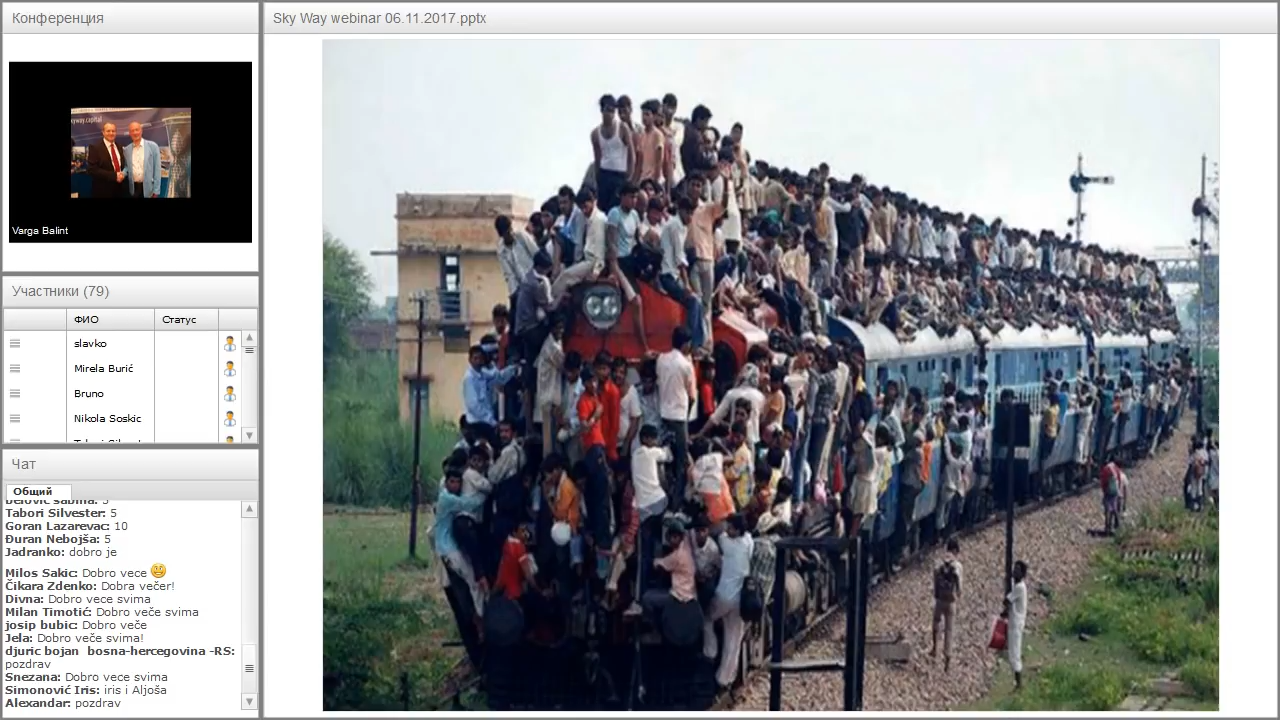 Конференция
Sky Way webinar 06.11.2017.pptx
skyway capital
Varga Balint
Участники (79)
ФИО Статус
slavko
Mirela Burić
Bruno
Nikola Soskic
Чат
Общий
Tabori Silvester: 5
Goran Lazarevac: 10
Đuran Nebojša: 5
Jadranko: dobro je
Milos Sakic: Dobro vece
Čikara Zdenko: Dobra večer!
Divna: Dobro vece svima
Milan Timotić: Dobro veče svima
josip bubic: Dobro veče
Jela: Dobro veče svima!
djuric bojan bosna-hercegovina -RS:
pozdrav
Snezana: Dobro vece svima
Simonović Iris: iris i Aljoša
Alexandar: pozdrav